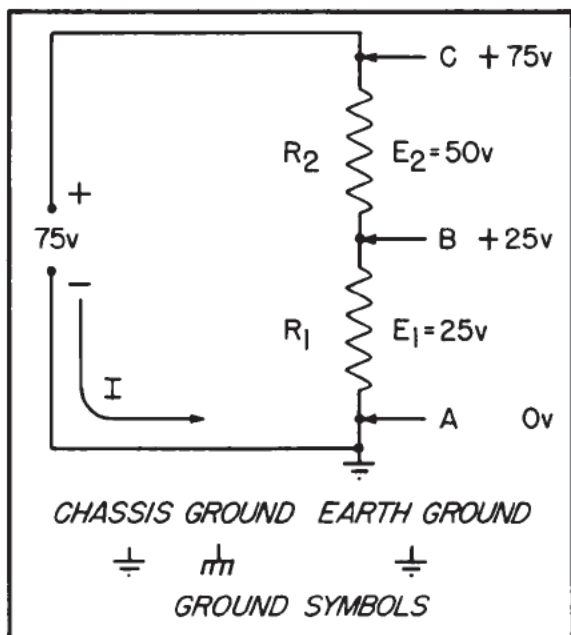 C +75v
R2 E2=50v
+
75v
B +25v
−
R1 E1=25v
I
A 0v
CHASSIS GROUND EARTH GROUND
GROUND SYMBOLS